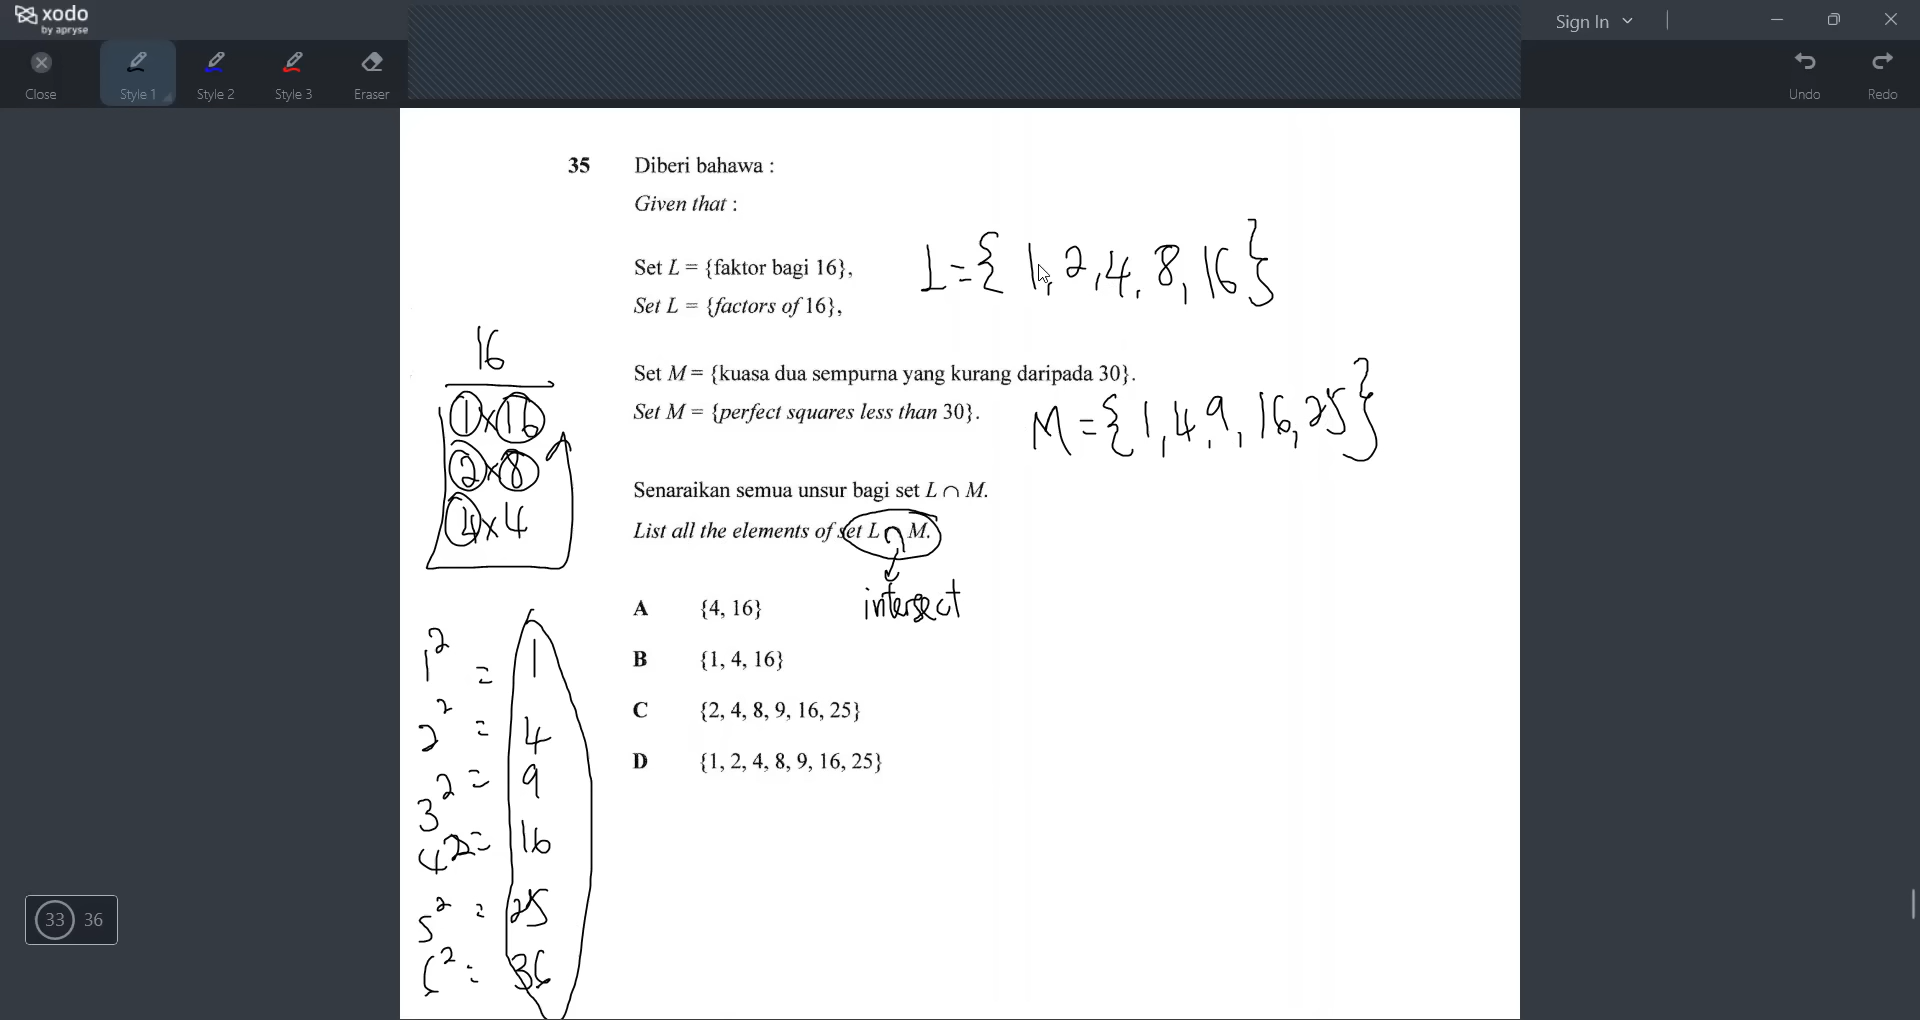 xodo
by apryse
Sign In
Close
Style 1
Style 2
Style 3
Eraser
Undo
Redo
35 Diberi bahawa :
Given that :
Set L = {faktor bagi 16},
Set L = {factors of 16},
L = { 1, 2, 4, 8, 16 }
16
1 x 16
2 x 8
4 x 4
Set M = {kuasa dua sempurna yang kurang daripada 30}.
Set M = {perfect squares less than 30}.
M = { 1, 4, 9, 16, 25 }
Senaraikan semua unsur bagi set L ∩ M.
List all the elements of set L ∩ M.
intersect
A {4, 16}
B {1, 4, 16}
C {2, 4, 8, 9, 16, 25}
D {1, 2, 4, 8, 9, 16, 25}
1² = 1
2² = 4
3² = 9
4² = 16
5² = 25
6² = 36
33 36